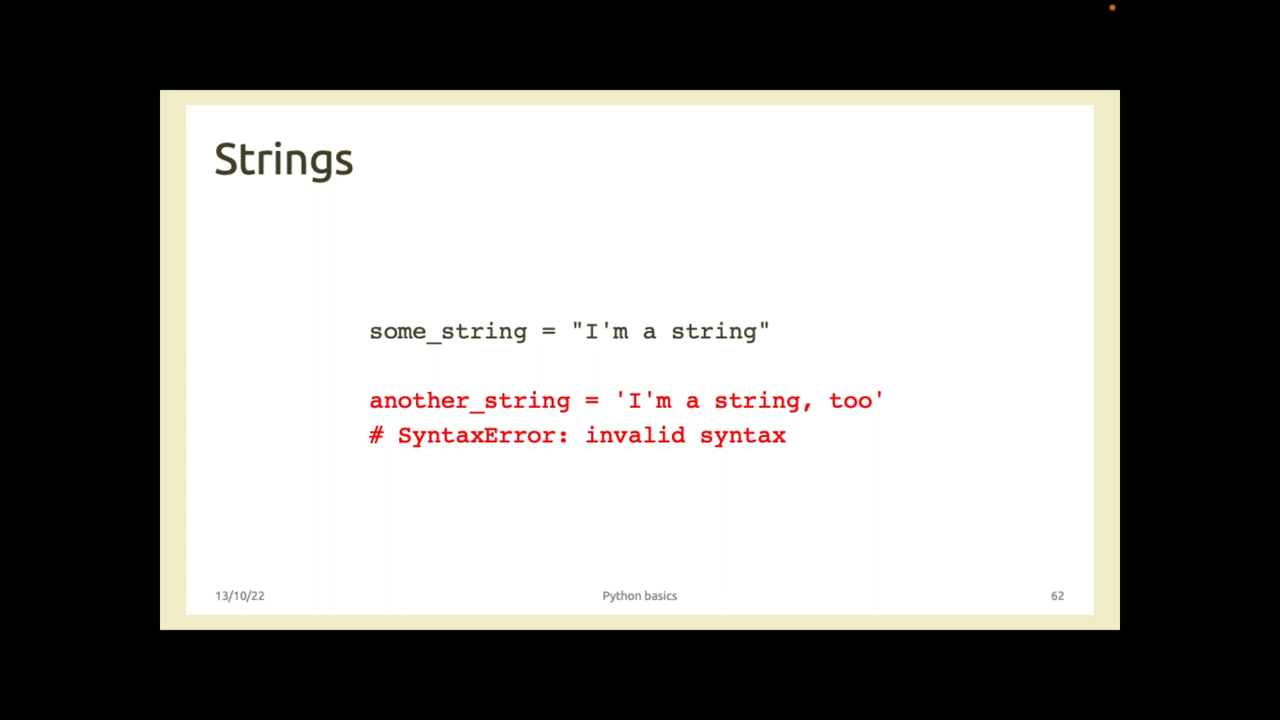 Strings
some_string = "I'm a string"
another_string = 'I'm a string, too'
# SyntaxError: invalid syntax
13/10/22
Python basics
62